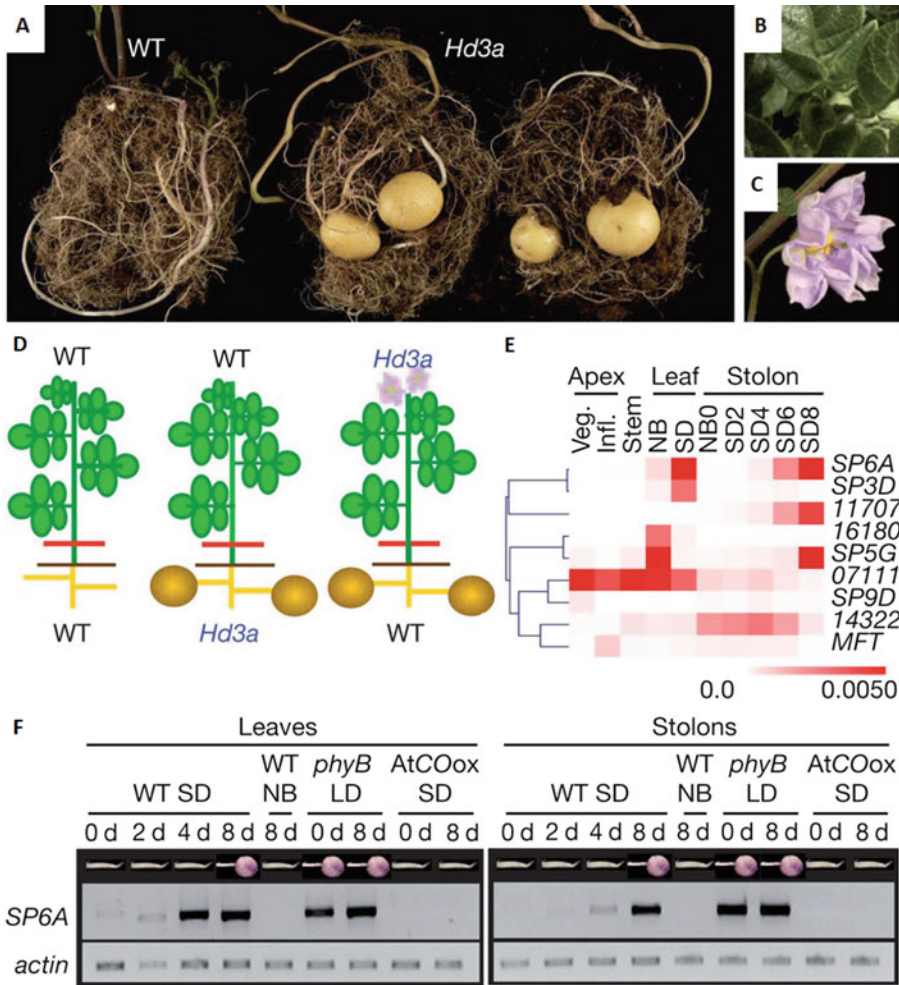 A
WT
Hd3a
B
C
D
WT
WT
Hd3a
WT
Hd3a
WT
E
Apex Leaf Stolon
Veg. Infl. Stem NB SD NB0 SD2 SD4 SD6 SD8
SP6A
SP3D
11707
16180
SP5G
07111
SP9D
14322
MFT
0.0 0.0050
F
Leaves
WT SD WT NB phyB LD AtCOox SD
0 d 2 d 4 d 8 d 8 d 0 d 8 d 0 d 8 d
Stolons
WT SD WT NB phyB LD AtCOox SD
0 d 2 d 4 d 8 d 8 d 0 d 8 d 0 d 8 d
SP6A
actin